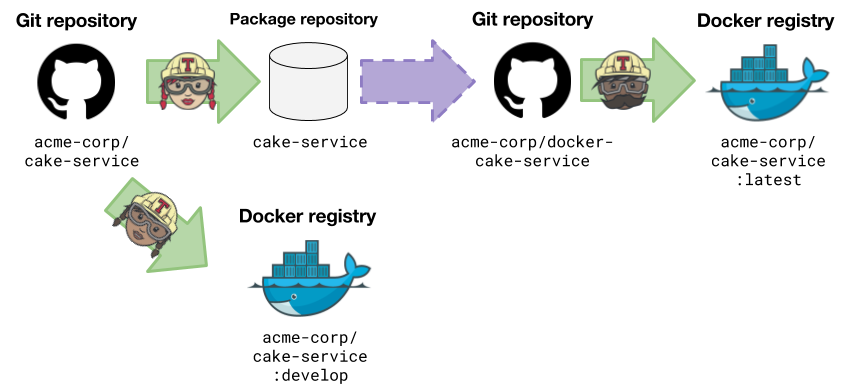 Git repository
Package repository
Git repository
Docker registry
T
T
acme-corp/
cake-service
cake-service
acme-corp/docker-
cake-service
acme-corp/
cake-service
:latest
T
Docker registry
acme-corp/
cake-service
:develop